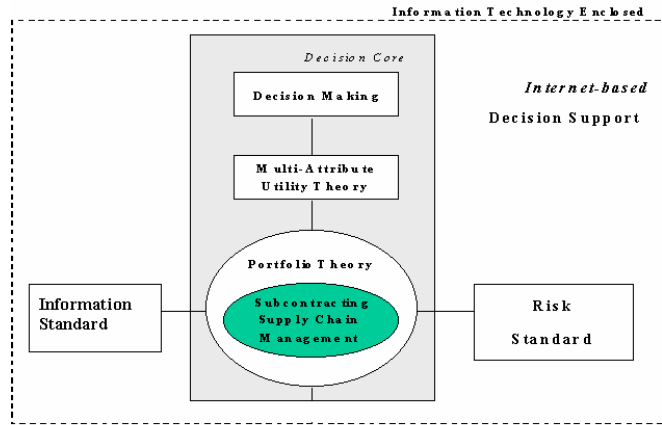 Information Technology Enclosed
Decision Core
Decision Making
Internet-based
Decision Support
Multi-Attribute
Utility Theory
Portfolio Theory
Information
Standard
Subcontracting
Supply Chain
Management
Risk
Standard